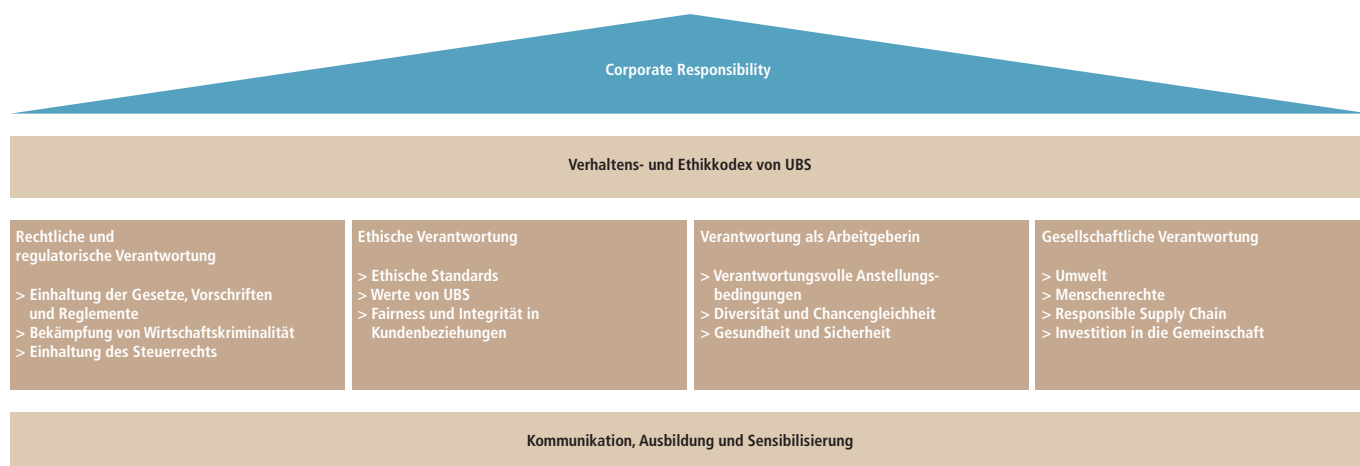 Corporate Responsibility
Verhaltens- und Ethikkodex von UBS
Rechtliche und
regulatorische Verantwortung
> Einhaltung der Gesetze, Vorschriften
und Reglemente
> Bekämpfung von Wirtschaftskriminalität
> Einhaltung des Steuerrechts
Ethische Verantwortung
> Ethische Standards
> Werte von UBS
> Fairness und Integrität in
Kundenbeziehungen
Verantwortung als Arbeitgeberin
> Verantwortungsvolle Anstellungs-
bedingungen
> Diversität und Chancengleichheit
> Gesundheit und Sicherheit
Gesellschaftliche Verantwortung
> Umwelt
> Menschenrechte
> Responsible Supply Chain
> Investition in die Gemeinschaft
Kommunikation, Ausbildung und Sensibilisierung